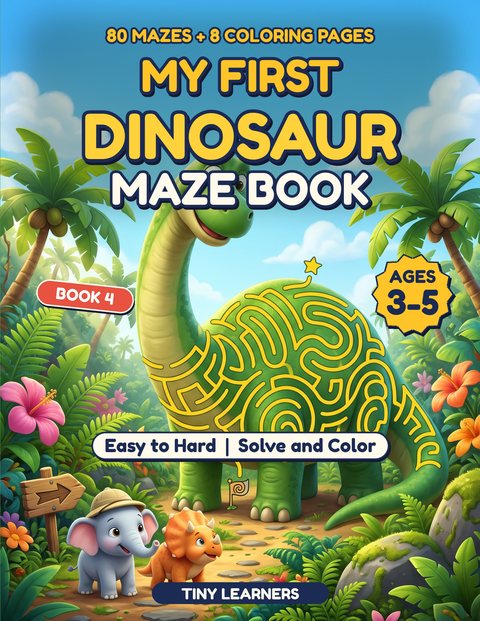 80 MAZES + 8 COLORING PAGES
MY FIRST
DINOSAUR
MAZE BOOK
AGES
3-5
BOOK 4
Easy to Hard | Solve and Color
TINY LEARNERS